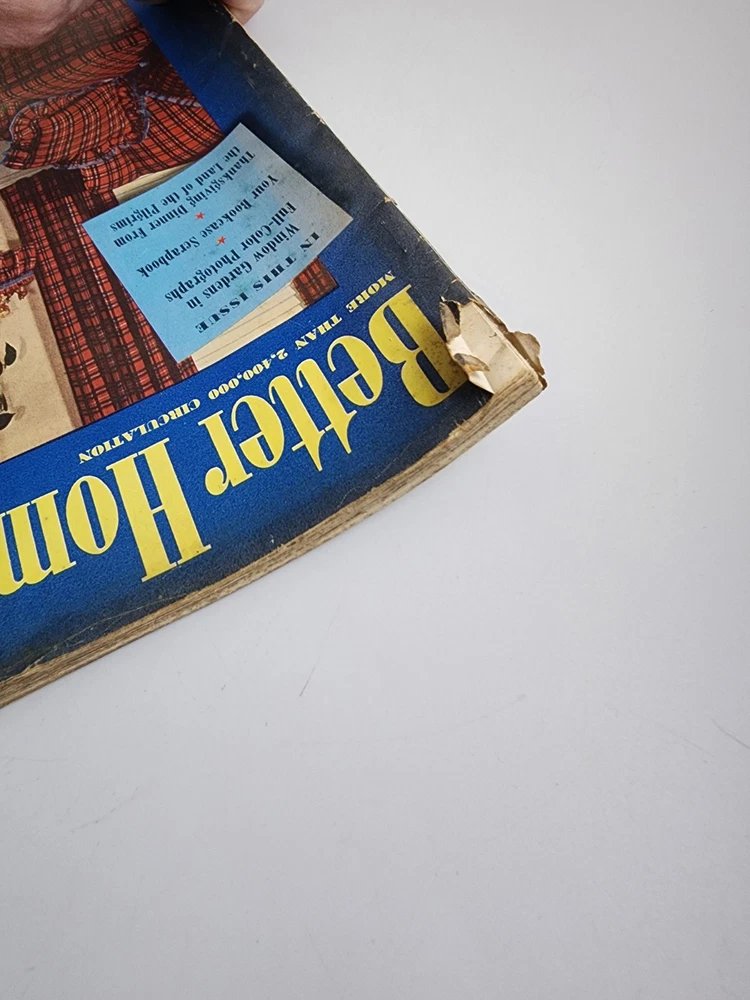 Better Hom
MORE THAN 2,400,000 CIRCULATION
IN THIS ISSUE
Window Gardens in
Full-Color Photographs
★
Your Bookcase Scrapbook
★
Thanksgiving Dinner From
the Land of the Pilgrims